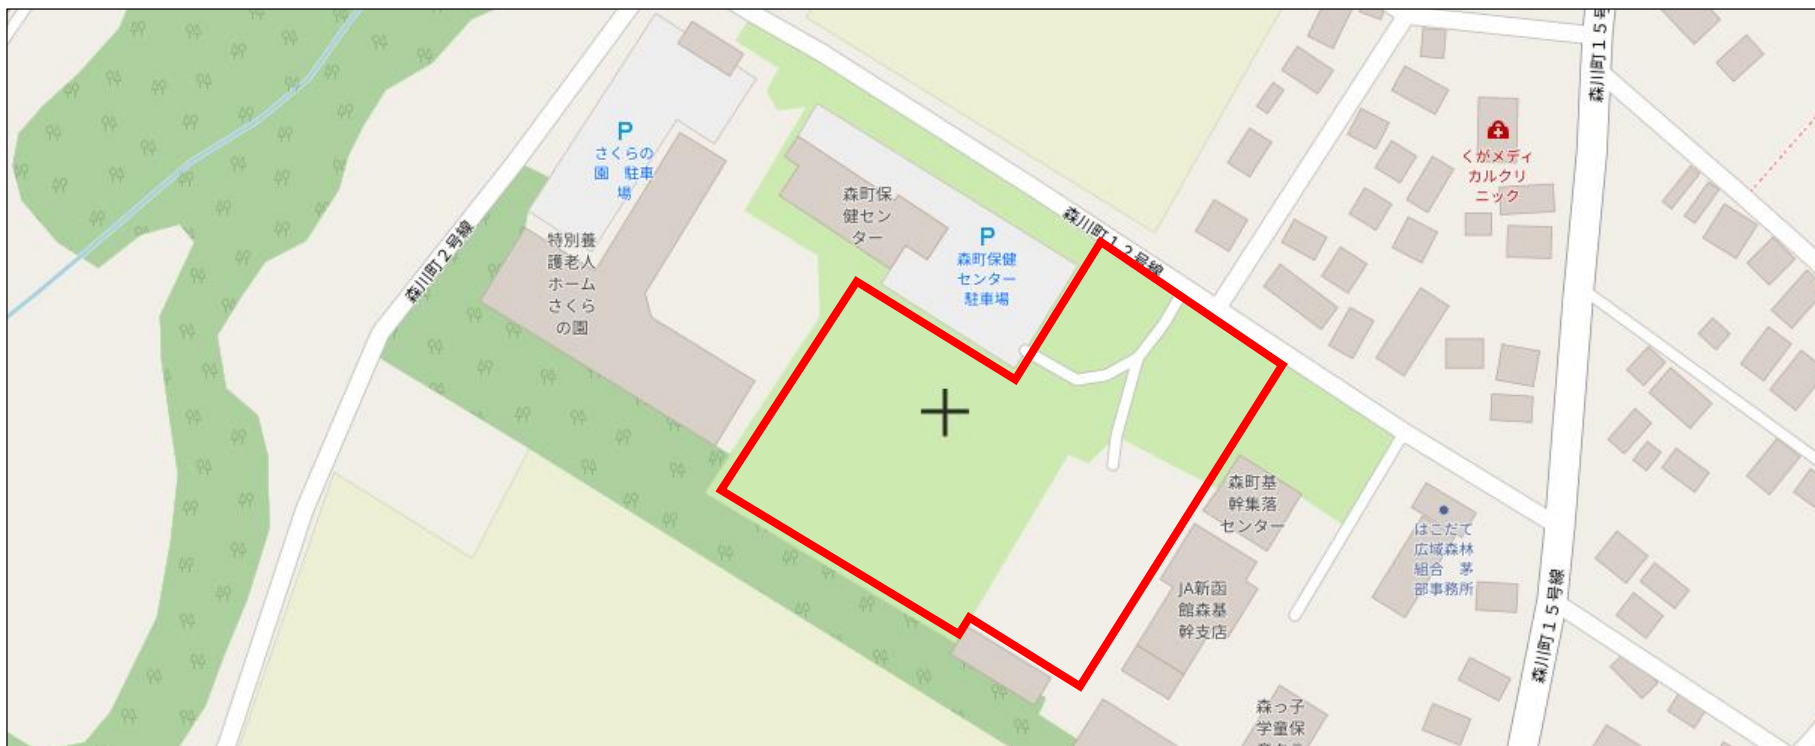 森川町１５号
P
さくらの
園　駐車
場
くがメディ
カルクリ
ニック
森町保
健セン
ター
森川町１２号線
P
森町保健
センター
駐車場
森川町２号線
特別養
護老人
ホーム
さくら
の園
森町基
幹集落
センター
はこだて
広域森林
組合　茅
部事務所
JA新函
館森基
幹支店
森川町１５号線
森っ子
学童保